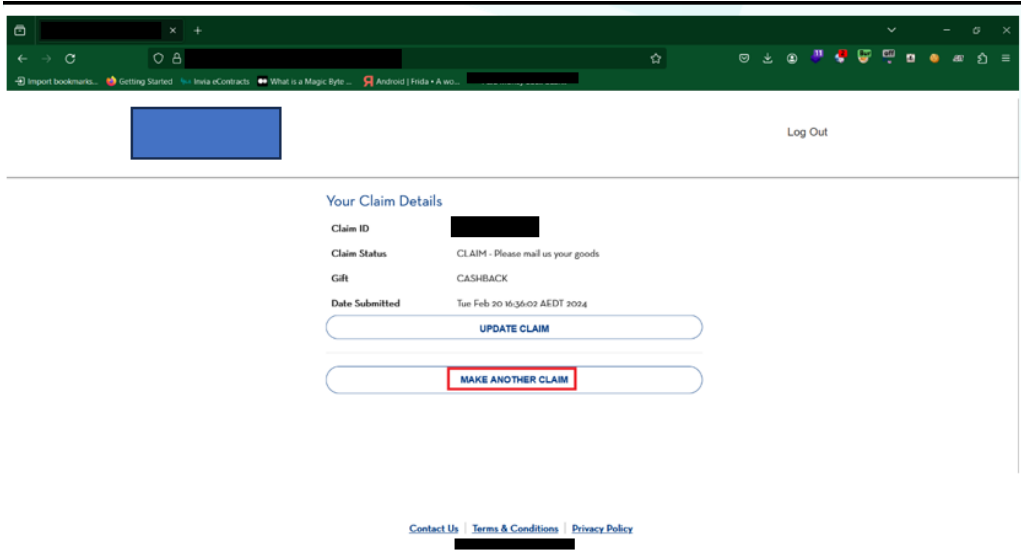 Import bookmarks... Getting Started Invia eContracts What is a Magic Byte ... Android | Frida • A wo...
Log Out
Your Claim Details
Claim ID
Claim Status CLAIM - Please mail us your goods
Gift CASHBACK
Date Submitted Tue Feb 20 16:36:02 AEDT 2024
UPDATE CLAIM
MAKE ANOTHER CLAIM
Contact Us | Terms & Conditions | Privacy Policy